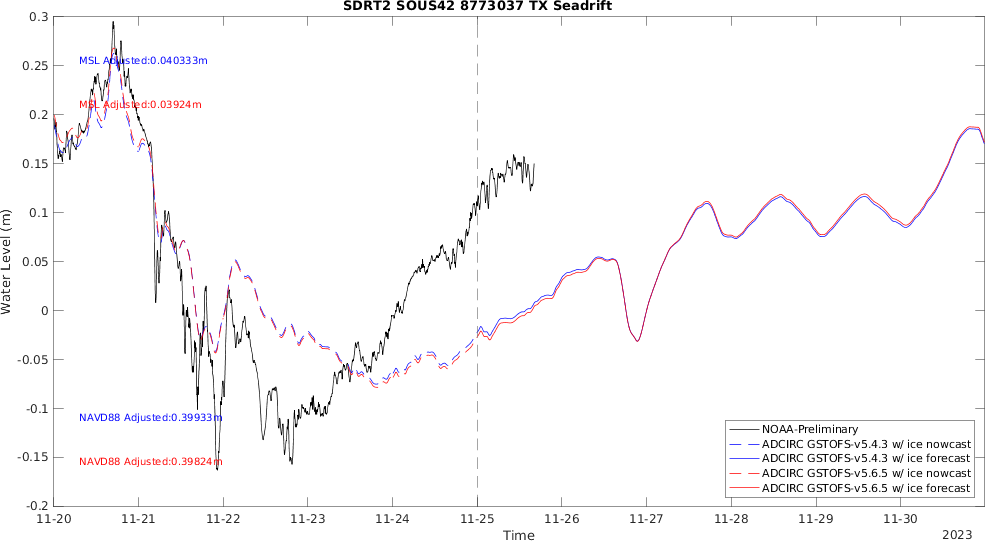 SDRT2 SOUS42 8773037 TX Seadrift
0.3
0.25
0.2
0.15
0.1
0.05
0
-0.05
-0.1
-0.15
-0.2
Water Level (m)
MSL Adjusted:0.040333m
MSL Adjusted:0.03924m
NAVD88 Adjusted:0.39933m
NAVD88 Adjusted:0.39824m
NOAA-Preliminary
ADCIRC GSTOFS-v5.4.3 w/ ice nowcast
ADCIRC GSTOFS-v5.4.3 w/ ice forecast
ADCIRC GSTOFS-v5.6.5 w/ ice nowcast
ADCIRC GSTOFS-v5.6.5 w/ ice forecast
11-20 11-21 11-22 11-23 11-24 11-25 11-26 11-27 11-28 11-29 11-30
Time
2023